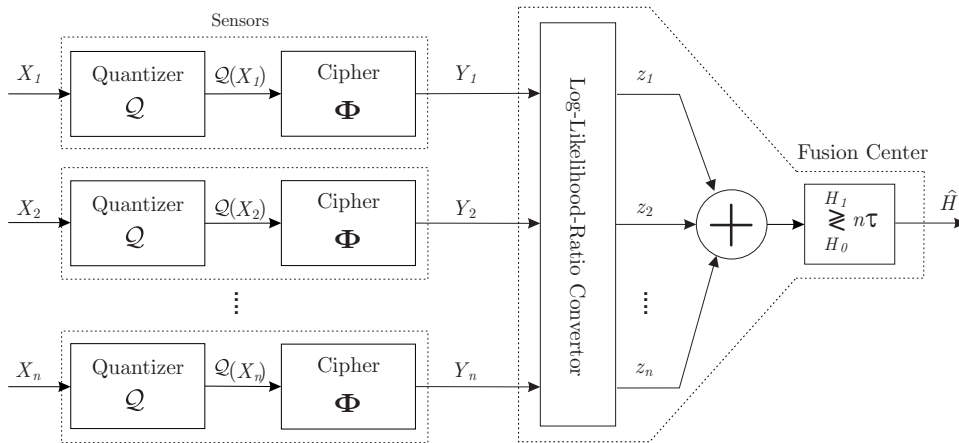 Sensors
X1 Quantizer Q Q(X1) Cipher Φ Y1
X2 Quantizer Q Q(X2) Cipher Φ Y2
....
Xn Quantizer Q Q(Xn) Cipher Φ Yn
Log-Likelihood-Ratio Convertor
z1
z2
....
zn
+
Fusion Center
H1
≷ nτ
H0
Ĥ